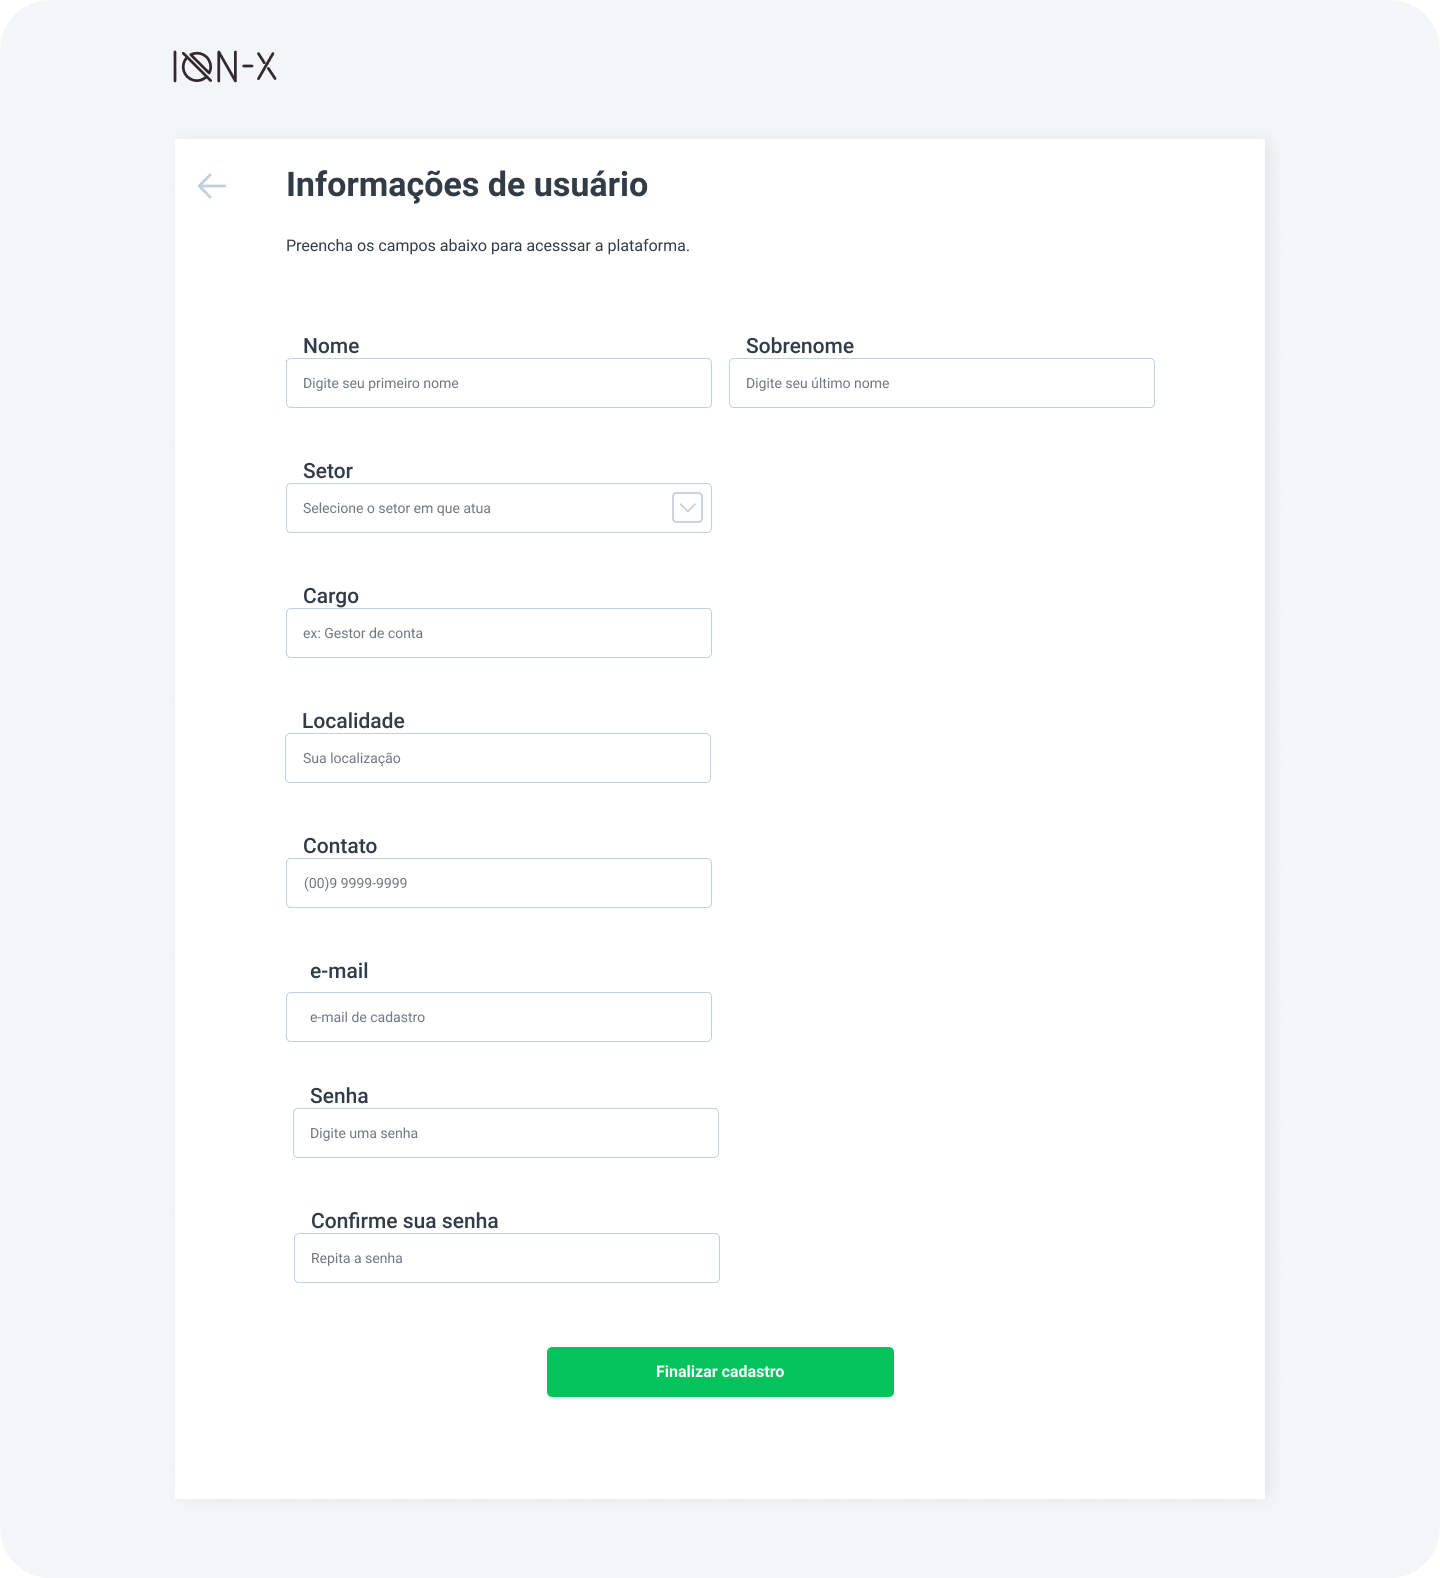 ION-X
Informações de usuário
Preencha os campos abaixo para acesssar a plataforma.
Nome
Sobrenome
Digite seu primeiro nome
Digite seu último nome
Setor
Selecione o setor em que atua
Cargo
ex: Gestor de conta
Localidade
Sua localização
Contato
(00)9 9999-9999
e-mail
e-mail de cadastro
Senha
Digite uma senha
Confirme sua senha
Repita a senha
Finalizar cadastro